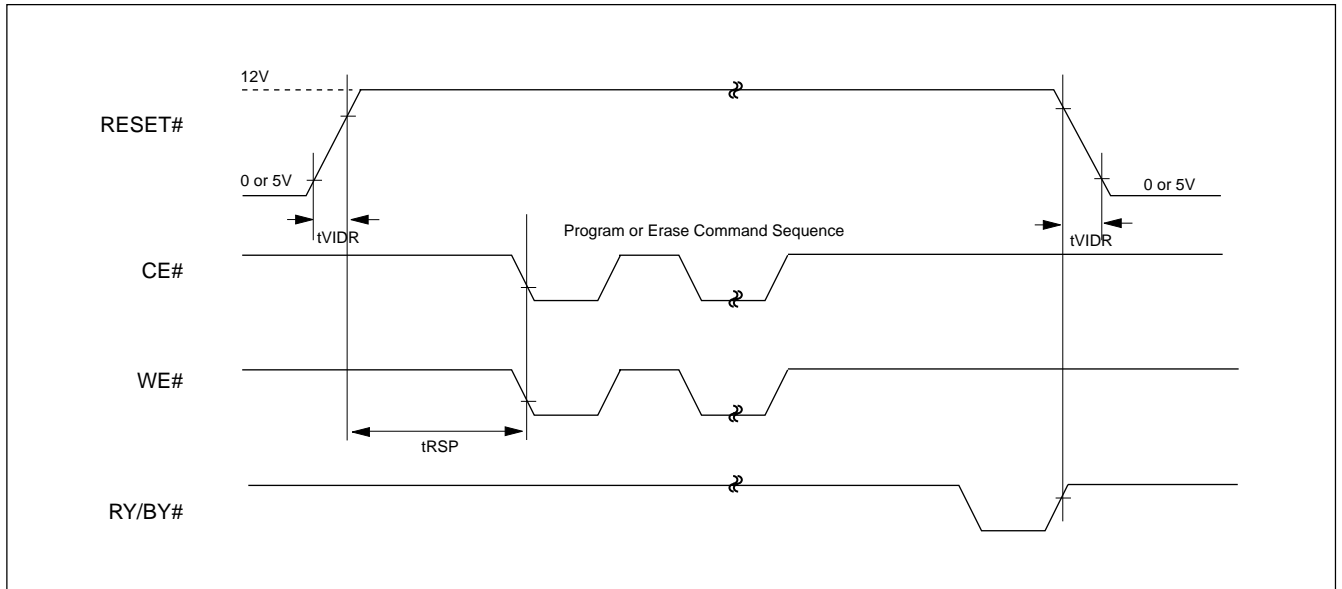 12V
RESET#
0 or 5V
0 or 5V
tVIDR
Program or Erase Command Sequence
tVIDR
CE#
WE#
tRSP
RY/BY#